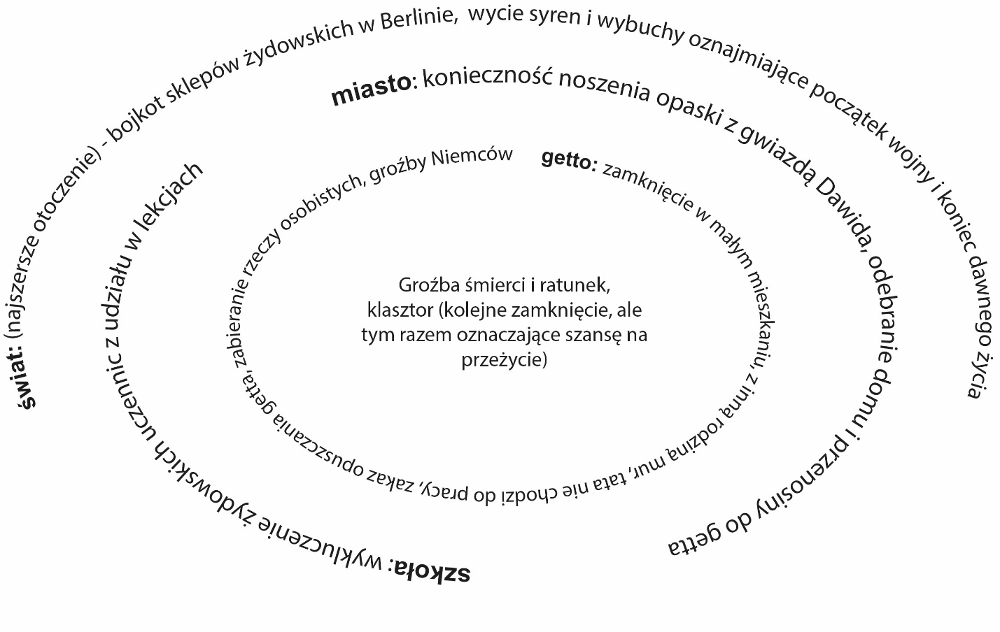 świat: (najszersze otoczenie) - bojkot sklepów żydowskich w Berlinie, wycie syren i wybuchy oznajmiające początek wojny i koniec dawnego życia
miasto: konieczność noszenia opaski z gwiazdą Dawida, odebranie domu i przenosiny do getta
szkoła: wykluczenie żydowskich uczennic z udziału w lekcjach
getto: zamknięcie w małym mieszkaniu, z inną rodziną mur, tata nie chodzi do pracy, zakaz opuszczania getta, zabieranie rzeczy osobistych, groźby Niemców
Groźba śmierci i ratunek,
klasztor (kolejne zamknięcie, ale
tym razem oznaczające szansę na
przeżycie)